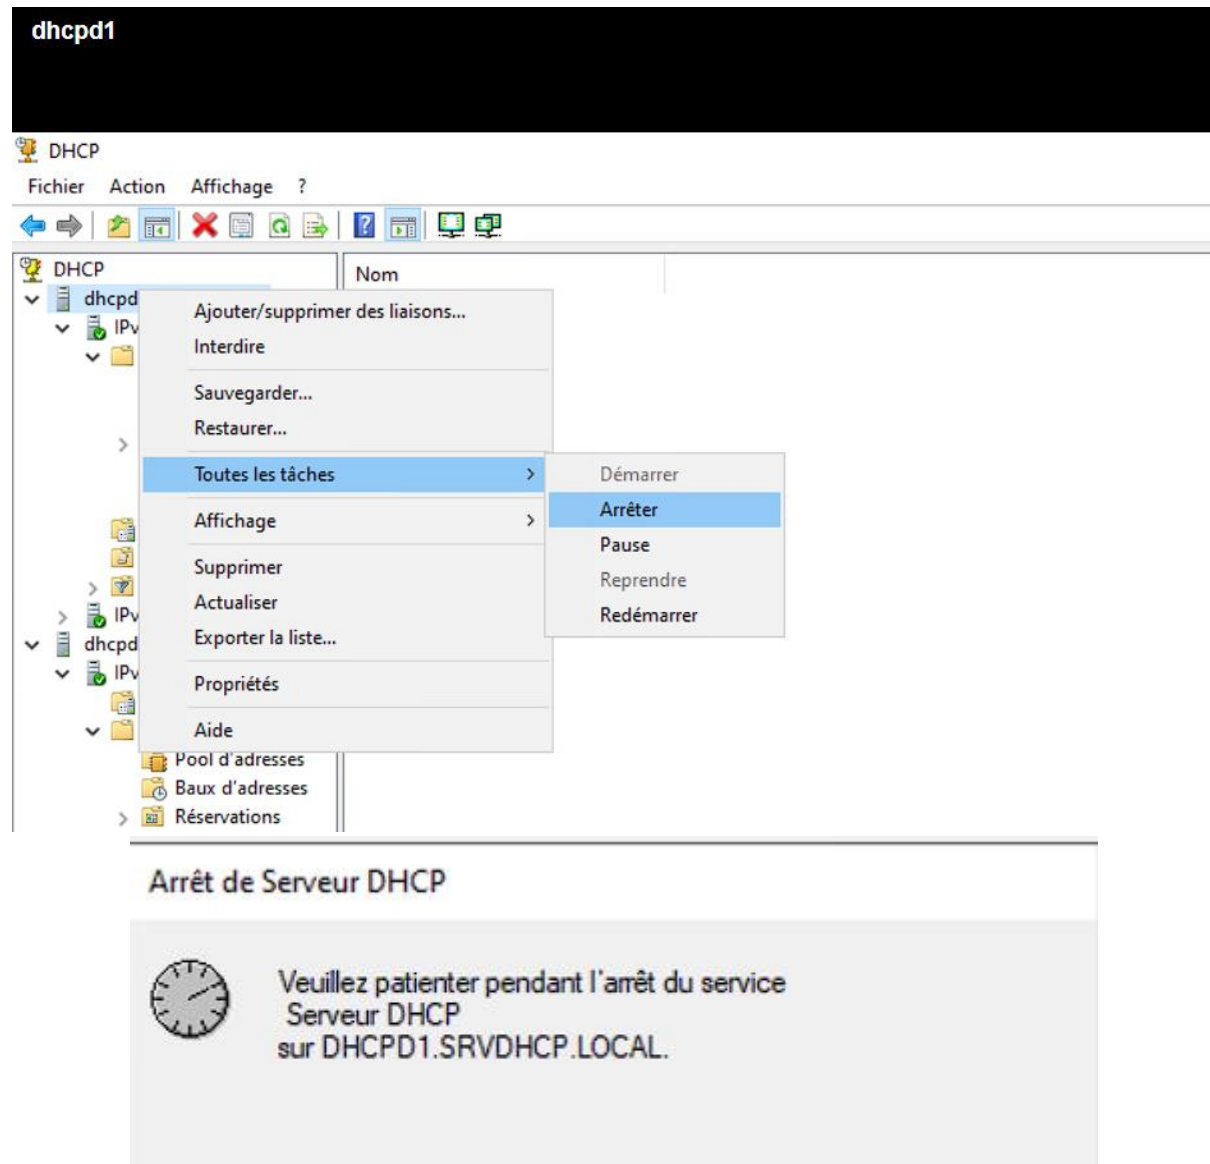 dhcpd1
DHCP
Fichier Action Affichage ?
DHCP
Nom
dhcpd
Ajouter/supprimer des liaisons...
IPv
Interdire
Sauvegarder...
Restaurer...
Toutes les tâches
Démarrer
Arrêter
Affichage
Pause
Supprimer
Reprendre
Actualiser
IPv
Redémarrer
Exporter la liste...
dhcpd
IPv
Propriétés
Aide
Pool d'adresses
Baux d'adresses
Réservations
Arrêt de Serveur DHCP
Veuillez patienter pendant l'arrêt du service
Serveur DHCP
sur DHCPD1.SRVDHCP.LOCAL.